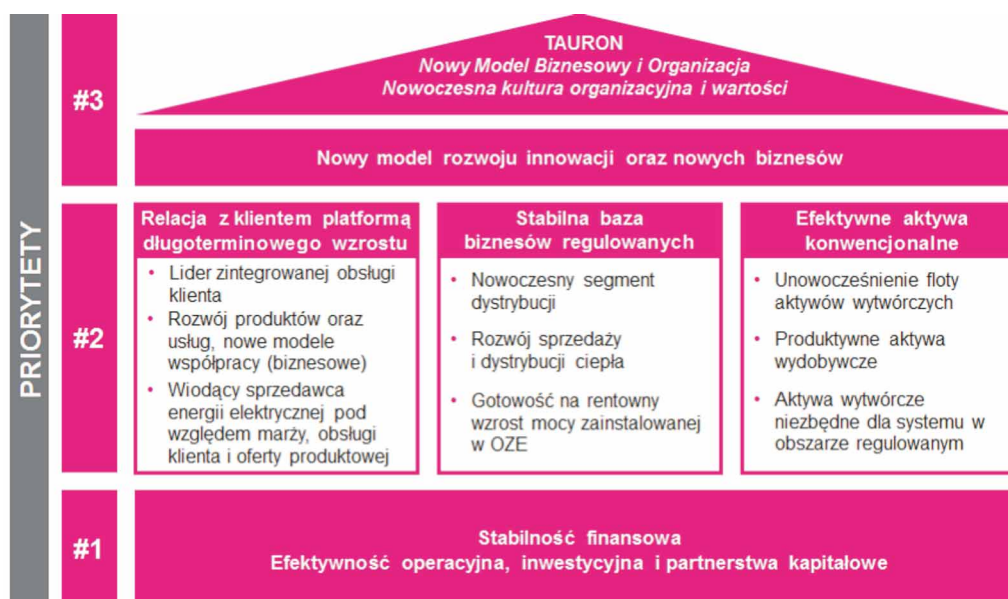 PRIORYTETY
#3
TAURON
Nowy Model Biznesowy i Organizacja
Nowoczesna kultura organizacyjna i wartości
Nowy model rozwoju innowacji oraz nowych biznesów
#2
Relacja z klientem platformą
długoterminowego wzrostu
• Lider zintegrowanej obsługi
klienta
• Rozwój produktów oraz
usług, nowe modele
współpracy (biznesowe)
• Wiodący sprzedawca
energii elektrycznej pod
względem marży, obsługi
klienta i oferty produktowej
Stabilna baza
biznesów regulowanych
• Nowoczesny segment
dystrybucji
• Rozwój sprzedaży
i dystrybucji ciepła
• Gotowość na rentowny
wzrost mocy zainstalowanej
w OZE
Efektywne aktywa
konwencjonalne
• Unowocześnienie floty
aktywów wytwórczych
• Produktywne aktywa
wydobywcze
• Aktywa wytwórcze
niezbędne dla systemu w
obszarze regulowanym
#1
Stabilność finansowa
Efektywność operacyjna, inwestycyjna i partnerstwa kapitałowe